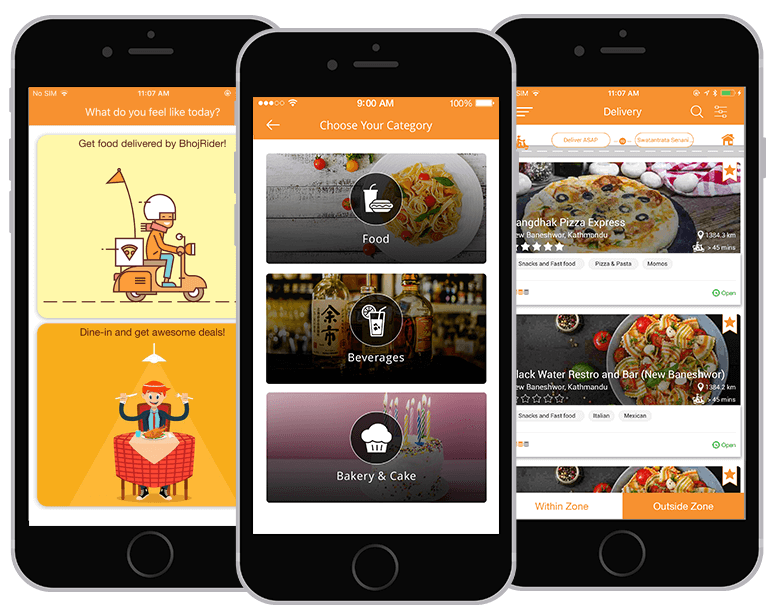 No SIM
11:07 AM
What do you feel like today?
Get food delivered by BhojRider!
Dine-in and get awesome deals!
9:00 AM
100%
Choose Your Category
Food
余
市
Beverages
Bakery & Cake
SIM
11:07 AM
Delivery
Deliver ASAP
Swatantrata Senani
angdhak Pizza Express
ew Baneshwor, Kathmandu
1384.3 km
> 45 mins
Snacks and Fast food
Pizza & Pasta
Momos
Open
lack Water Restro and Bar (New Baneshwor)
ew Baneshwor, Kathmandu
1384.2 km
> 45 mins
Snacks and Fast food
Italian
Mexican
Open
Within Zone
Outside Zone